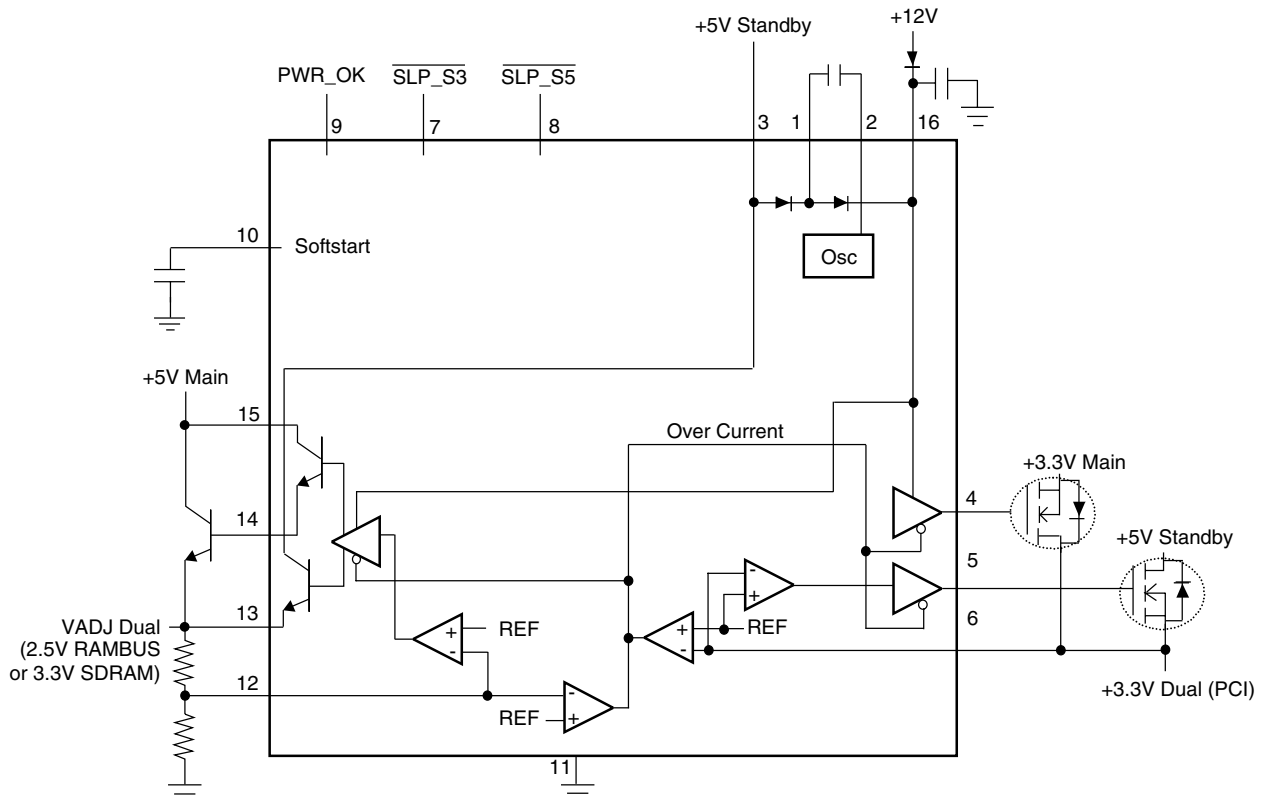 +5V Standby
+12V
PWR_OK
SLP_S3
SLP_S5
9
7
8
3
1
2
16
10
Softstart
Osc
+5V Main
15
Over Current
+3.3V Main
4
14
+5V Standby
5
13
6
VADJ Dual
(2.5V RAMBUS
or 3.3V SDRAM)
+
REF
-
-
+
+
REF
-
12
-
REF
+
+3.3V Dual (PCI)
11